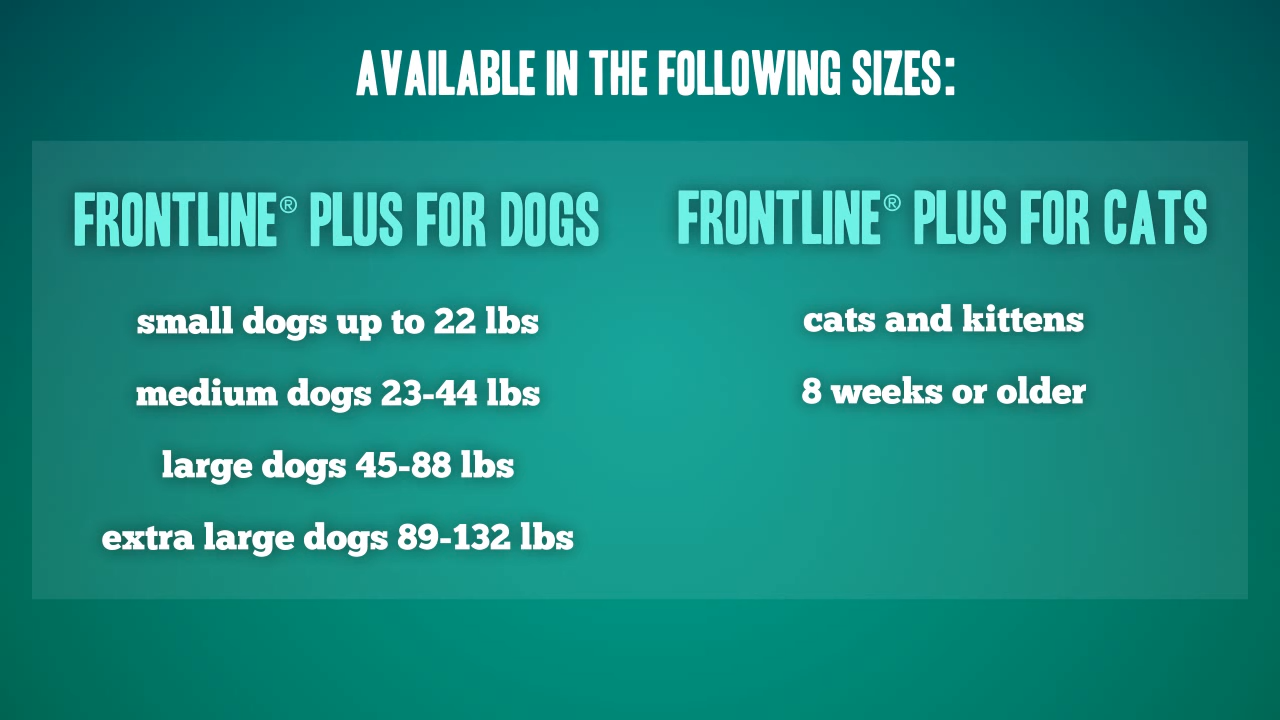 AVAILABLE IN THE FOLLOWING SIZES:
FRONTLINE® PLUS FOR DOGS
small dogs up to 22 lbs
medium dogs 23-44 lbs
large dogs 45-88 lbs
extra large dogs 89-132 lbs
FRONTLINE® PLUS FOR CATS
cats and kittens
8 weeks or older